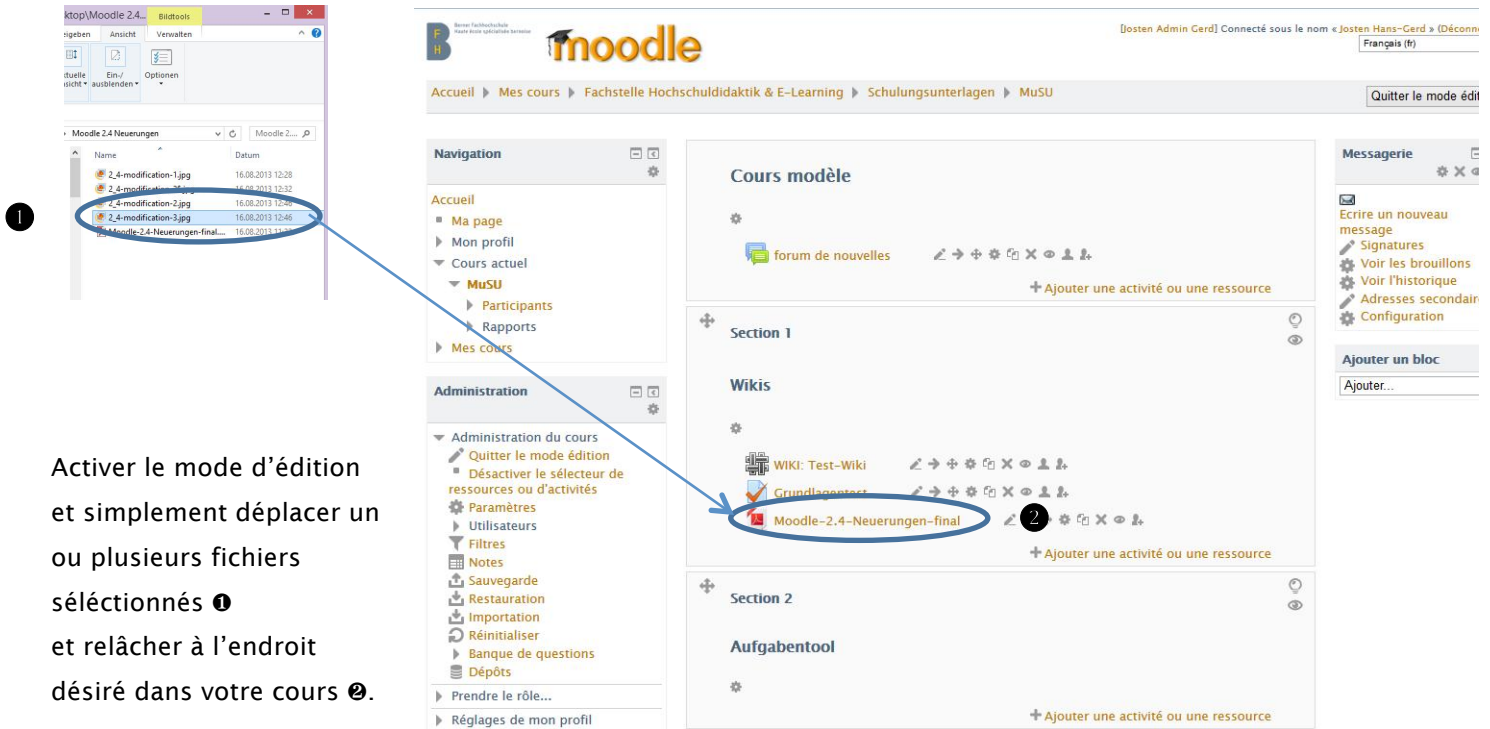 ktop\Moodle 2.4... Bildtools
eigeben Ansicht Verwalten
ktuelle Ein-/ Optionen
nsicht ausblenden
Moodle 2.4 Neuerungen Moodle 2....
Name Datum
2_4-modification-1.jpg 16.08.2013 12:28
16.08.2013 12:32
2_4-modification-2.jpg 16.08.2013 12:46
2_4-modification-3.jpg 16.08.2013 12:46
Moodle-2.4-Neuerungen-final.... 16.08.2013
❶
Activer le mode d’édition
et simplement déplacer un
ou plusieurs fichiers
séléctionnés ❶
et relâcher à l’endroit
désiré dans votre cours ❷.
B F H
Berner Fachhochschule
Haute école spécialisée bernoise
moodle
[Josten Admin Gerd] Connecté sous le nom « Josten Hans-Gerd » (Déconn
Français (fr)
Accueil Mes cours Fachstelle Hochschuldidaktik & E-Learning Schulungsunterlagen MuSU
Quitter le mode édit
Navigation
Accueil
Ma page
Mon profil
Cours actuel
MuSU
Participants
Rapports
Mes cours
Administration
Administration du cours
Quitter le mode édition
Désactiver le sélecteur de
ressources ou d'activités
Paramètres
Utilisateurs
Filtres
Notes
Sauvegarde
Restauration
Importation
Réinitialiser
Banque de questions
Dépôts
Prendre le rôle...
Réglages de mon profil
Cours modèle
forum de nouvelles
Ajouter une activité ou une ressource
Section 1
Wikis
WIKI: Test-Wiki
Grundlagentest
Moodle-2.4-Neuerungen-final
❷
Ajouter une activité ou une ressource
Section 2
Aufgabentool
Ajouter une activité ou une ressource
Messagerie
Ecrire un nouveau
message
Signatures
Voir les brouillons
Voir l'historique
Adresses secondair
Configuration
Ajouter un bloc
Ajouter...